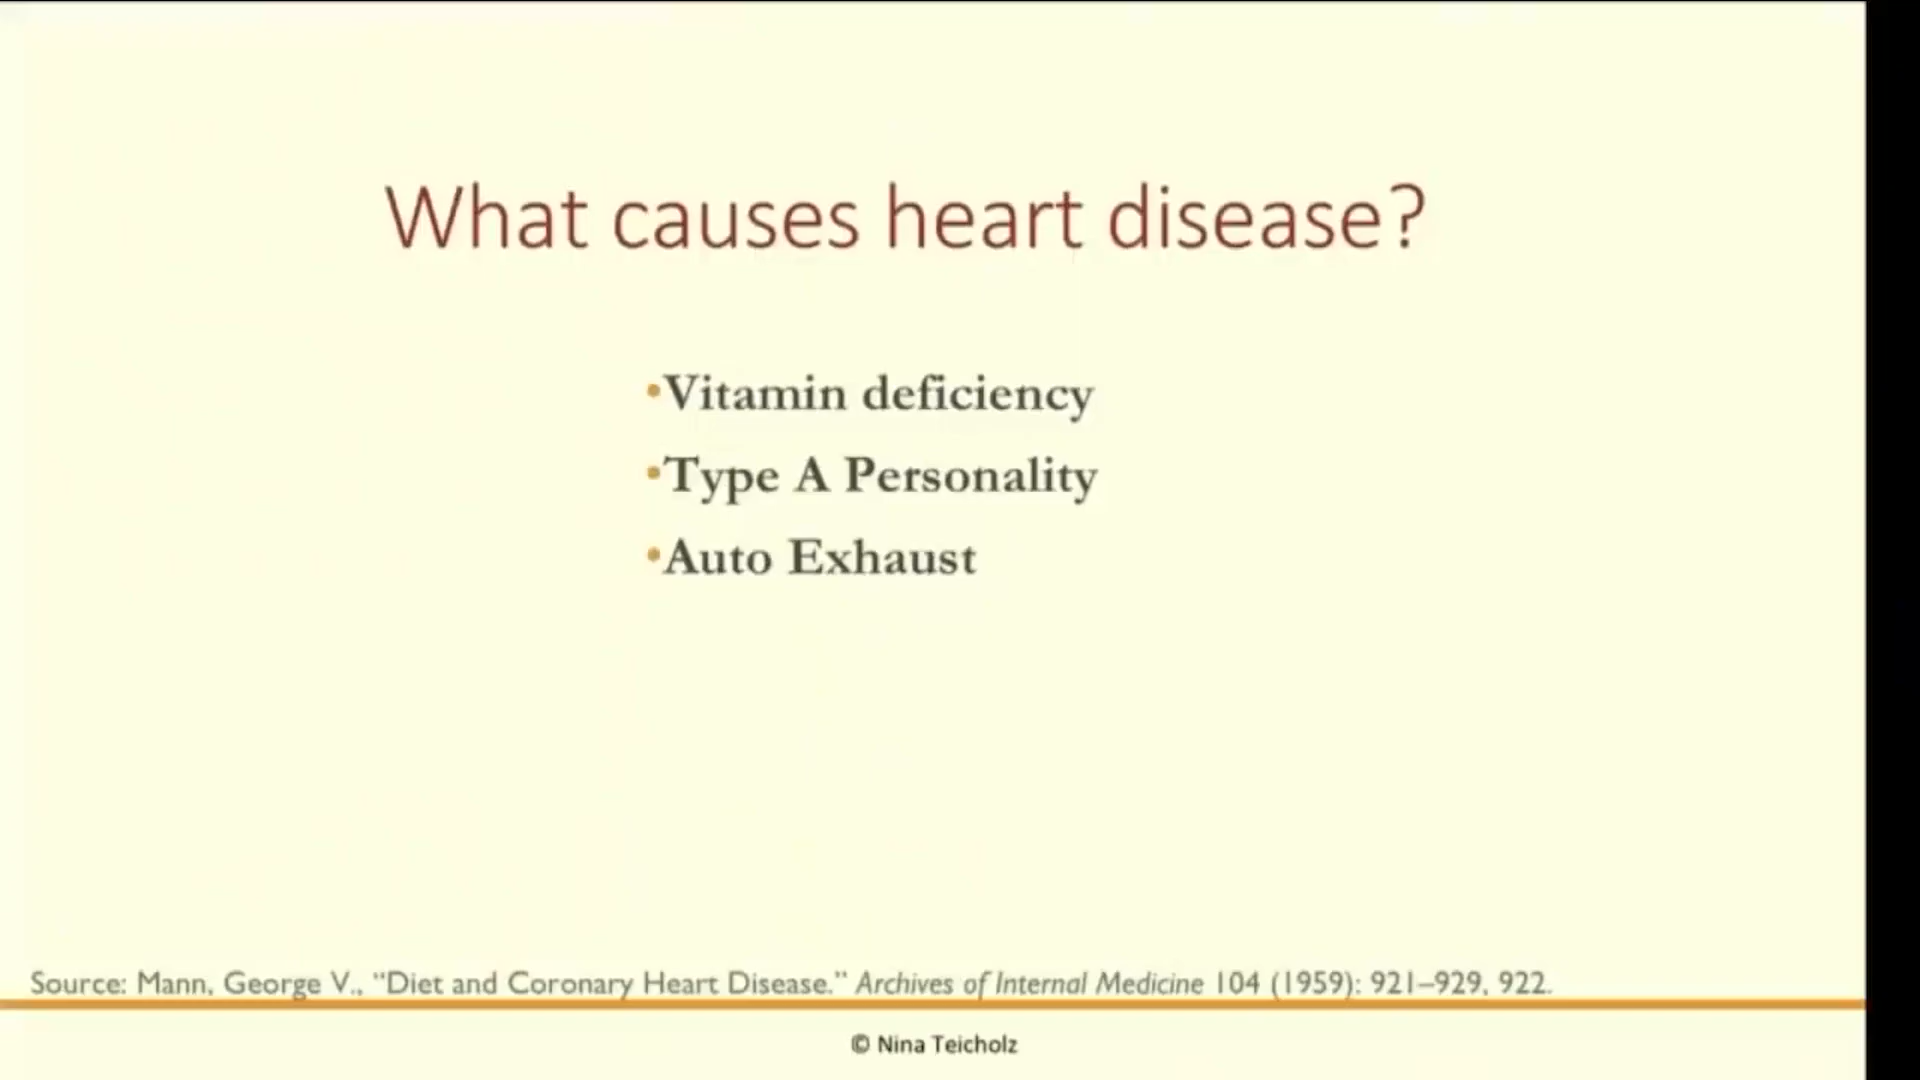 What causes heart disease?
•Vitamin deficiency
•Type A Personality
•Auto Exhaust
Source: Mann, George V., “Diet and Coronary Heart Disease.” Archives of Internal Medicine 104 (1959): 921–929, 922.
© Nina Teicholz